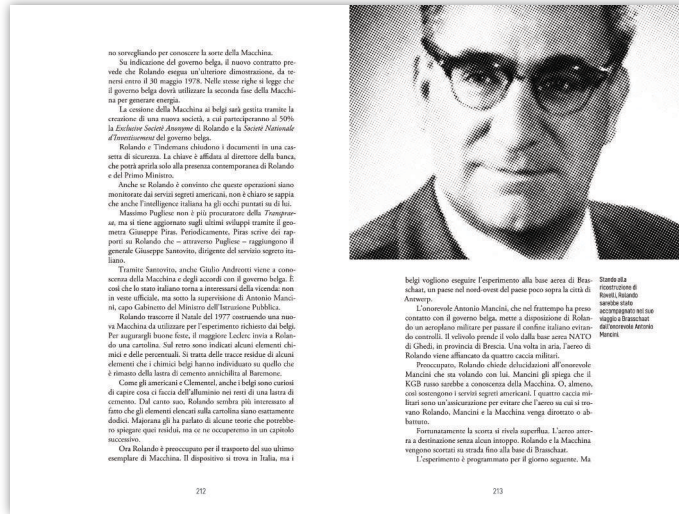 no sorvegliando per conoscere la sorte della Macchina.
Su indicazione del governo belga, il nuovo contratto pre-
vede che Rolando esegua un'ulteriore dimostrazione, da te-
nersi entro il 30 maggio 1978. Nelle stesse righe si legge che
il governo belga dovrà utilizzare la seconda fase della Macchi-
na per generare energia.
La cessione della Macchina ai belgi sarà gestita tramite la
creazione di una nuova società, a cui parteciperanno al 50%
la Exclusive Societè Anonyme di Rolando e la Societè Nationale
d'Investissement del governo belga.
Rolando e Tindemans chiudono i documenti in una cas-
setta di sicurezza. La chiave è affidata al direttore della banca,
che potrà aprirla solo alla presenza contemporanea di Rolando
e del Primo Ministro.
Anche se Rolando è convinto che queste operazioni siano
monitorate dai servizi segreti americani, non è chiaro se sappia
che anche l'intelligence italiana ha gli occhi puntati su di lui.
Massimo Pugliese non è più procuratore della Transprae-
sa, ma si tiene aggiornato sugli ultimi sviluppi tramite il geo-
metra Giuseppe Piras. Periodicamente, Piras scrive dei rap-
porti su Rolando che – attraverso Pugliese – raggiungono il
generale Giuseppe Santovito, dirigente del servizio segreto ita-
liano.
Tramite Santovito, anche Giulio Andreotti viene a cono-
scenza della Macchina e degli accordi con il governo belga. È
così che lo stato italiano torna a interessarsi della vicenda: non
in veste ufficiale, ma sotto la supervisione di Antonio Manci-
ni, capo Gabinetto del Ministro dell'Istruzione Pubblica.
Rolando trascorre il Natale del 1977 costruendo una nuo-
va Macchina da utilizzare per l'esperimento richiesto dai belgi.
Per augurargli buone feste, il maggiore Leclerc invia a Rolan-
do una cartolina. Sul retro sono indicati alcuni elementi chi-
mici e delle percentuali. Si tratta delle tracce residue di alcuni
elementi che i chimici belgi hanno individuato su quello che
è rimasto della lastra di cemento annichilita al Baremone.
Come gli americani e Clementel, anche i belgi sono curiosi
di capire cosa ci faccia dell'alluminio nei resti di una lastra di
cemento. Dal canto suo, Rolando sembra più interessato al
fatto che gli elementi elencati sulla cartolina siano esattamente
dodici. Majorana gli ha parlato di alcune teorie che potrebbe-
ro spiegare quei residui, ma ce ne occuperemo in un capitolo
successivo.
Ora Rolando è preoccupato per il trasporto del suo ultimo
esemplare di Macchina. Il dispositivo si trova in Italia, ma i
212
belgi vogliono eseguire l'esperimento alla base aerea di Bras-
schaat, un paese nel nord-ovest del paese poco sopra la città di
Antwerp.
L'onorevole Antonio Mancini, che nel frattempo ha preso
contatto con il governo belga, mette a disposizione di Rolan-
do un aeroplano militare per passare il confine italiano evitan-
do controlli. Il velivolo prende il volo dalla base aerea NATO
di Ghedi, in provincia di Brescia. Una volta in aria, l'aereo di
Rolando viene affiancato da quattro caccia militari.
Preoccupato, Rolando chiede delucidazioni all'onorevole
Mancini che sta volando con lui. Mancini gli spiega che il
KGB russo sarebbe a conoscenza della Macchina. O, almeno,
così sostengono i servizi segreti americani. I quattro caccia mi-
litari sono un'assicurazione per evitare che l'aereo su cui si tro-
vano Rolando, Mancini e la Macchina venga dirottato o ab-
battuto.
Fortunatamente la scorta si rivela superflua. L'aereo atter-
ra a destinazione senza alcun intoppo. Rolando e la Macchina
vengono scortati su strada fino alla base di Brasschaat.
L'esperimento è programmato per il giorno seguente. Ma
Stando alla
ricostruzione di
Rovelli, Rolando
sarebbe stato
accompagnato nel suo
viaggio a Brasschaat
dall'onorevole Antonio
Mancini.
213